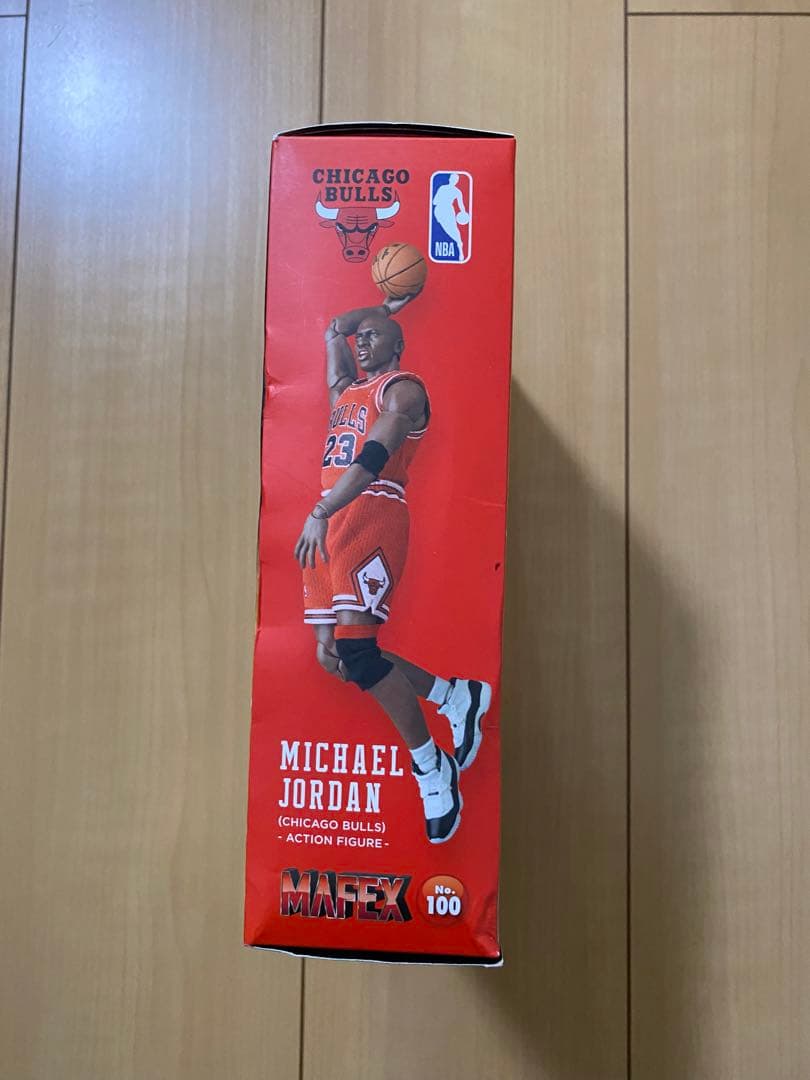 CHICAGO
BULLS
NBA
BULLS
23
MICHAEL
JORDAN
(CHICAGO BULLS)
- ACTION FIGURE -
MAFEX
No.
100